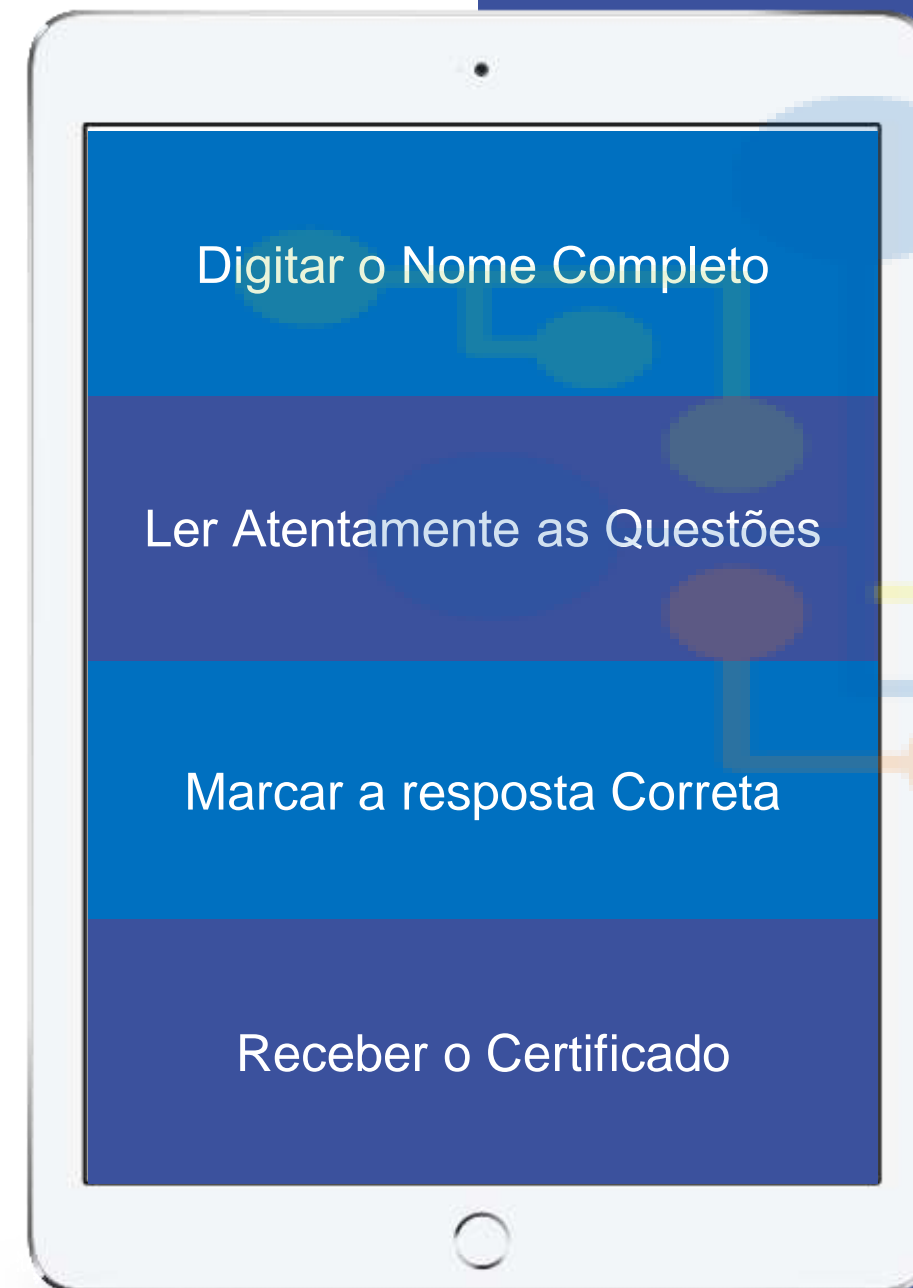 Digitar o Nome Completo
Ler Atentamente as Questões
Marcar a resposta Correta
Receber o Certificado